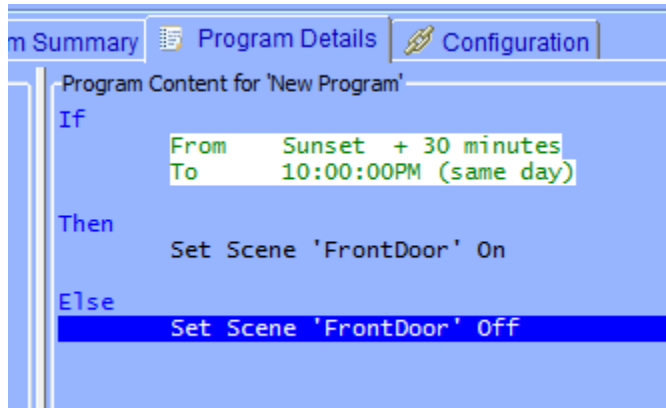 m Summary Program Details Configuration
Program Content for 'New Program'
If
From Sunset + 30 minutes
To 10:00:00PM (same day)
Then
Set Scene 'FrontDoor' On
Else
Set Scene 'FrontDoor' Off